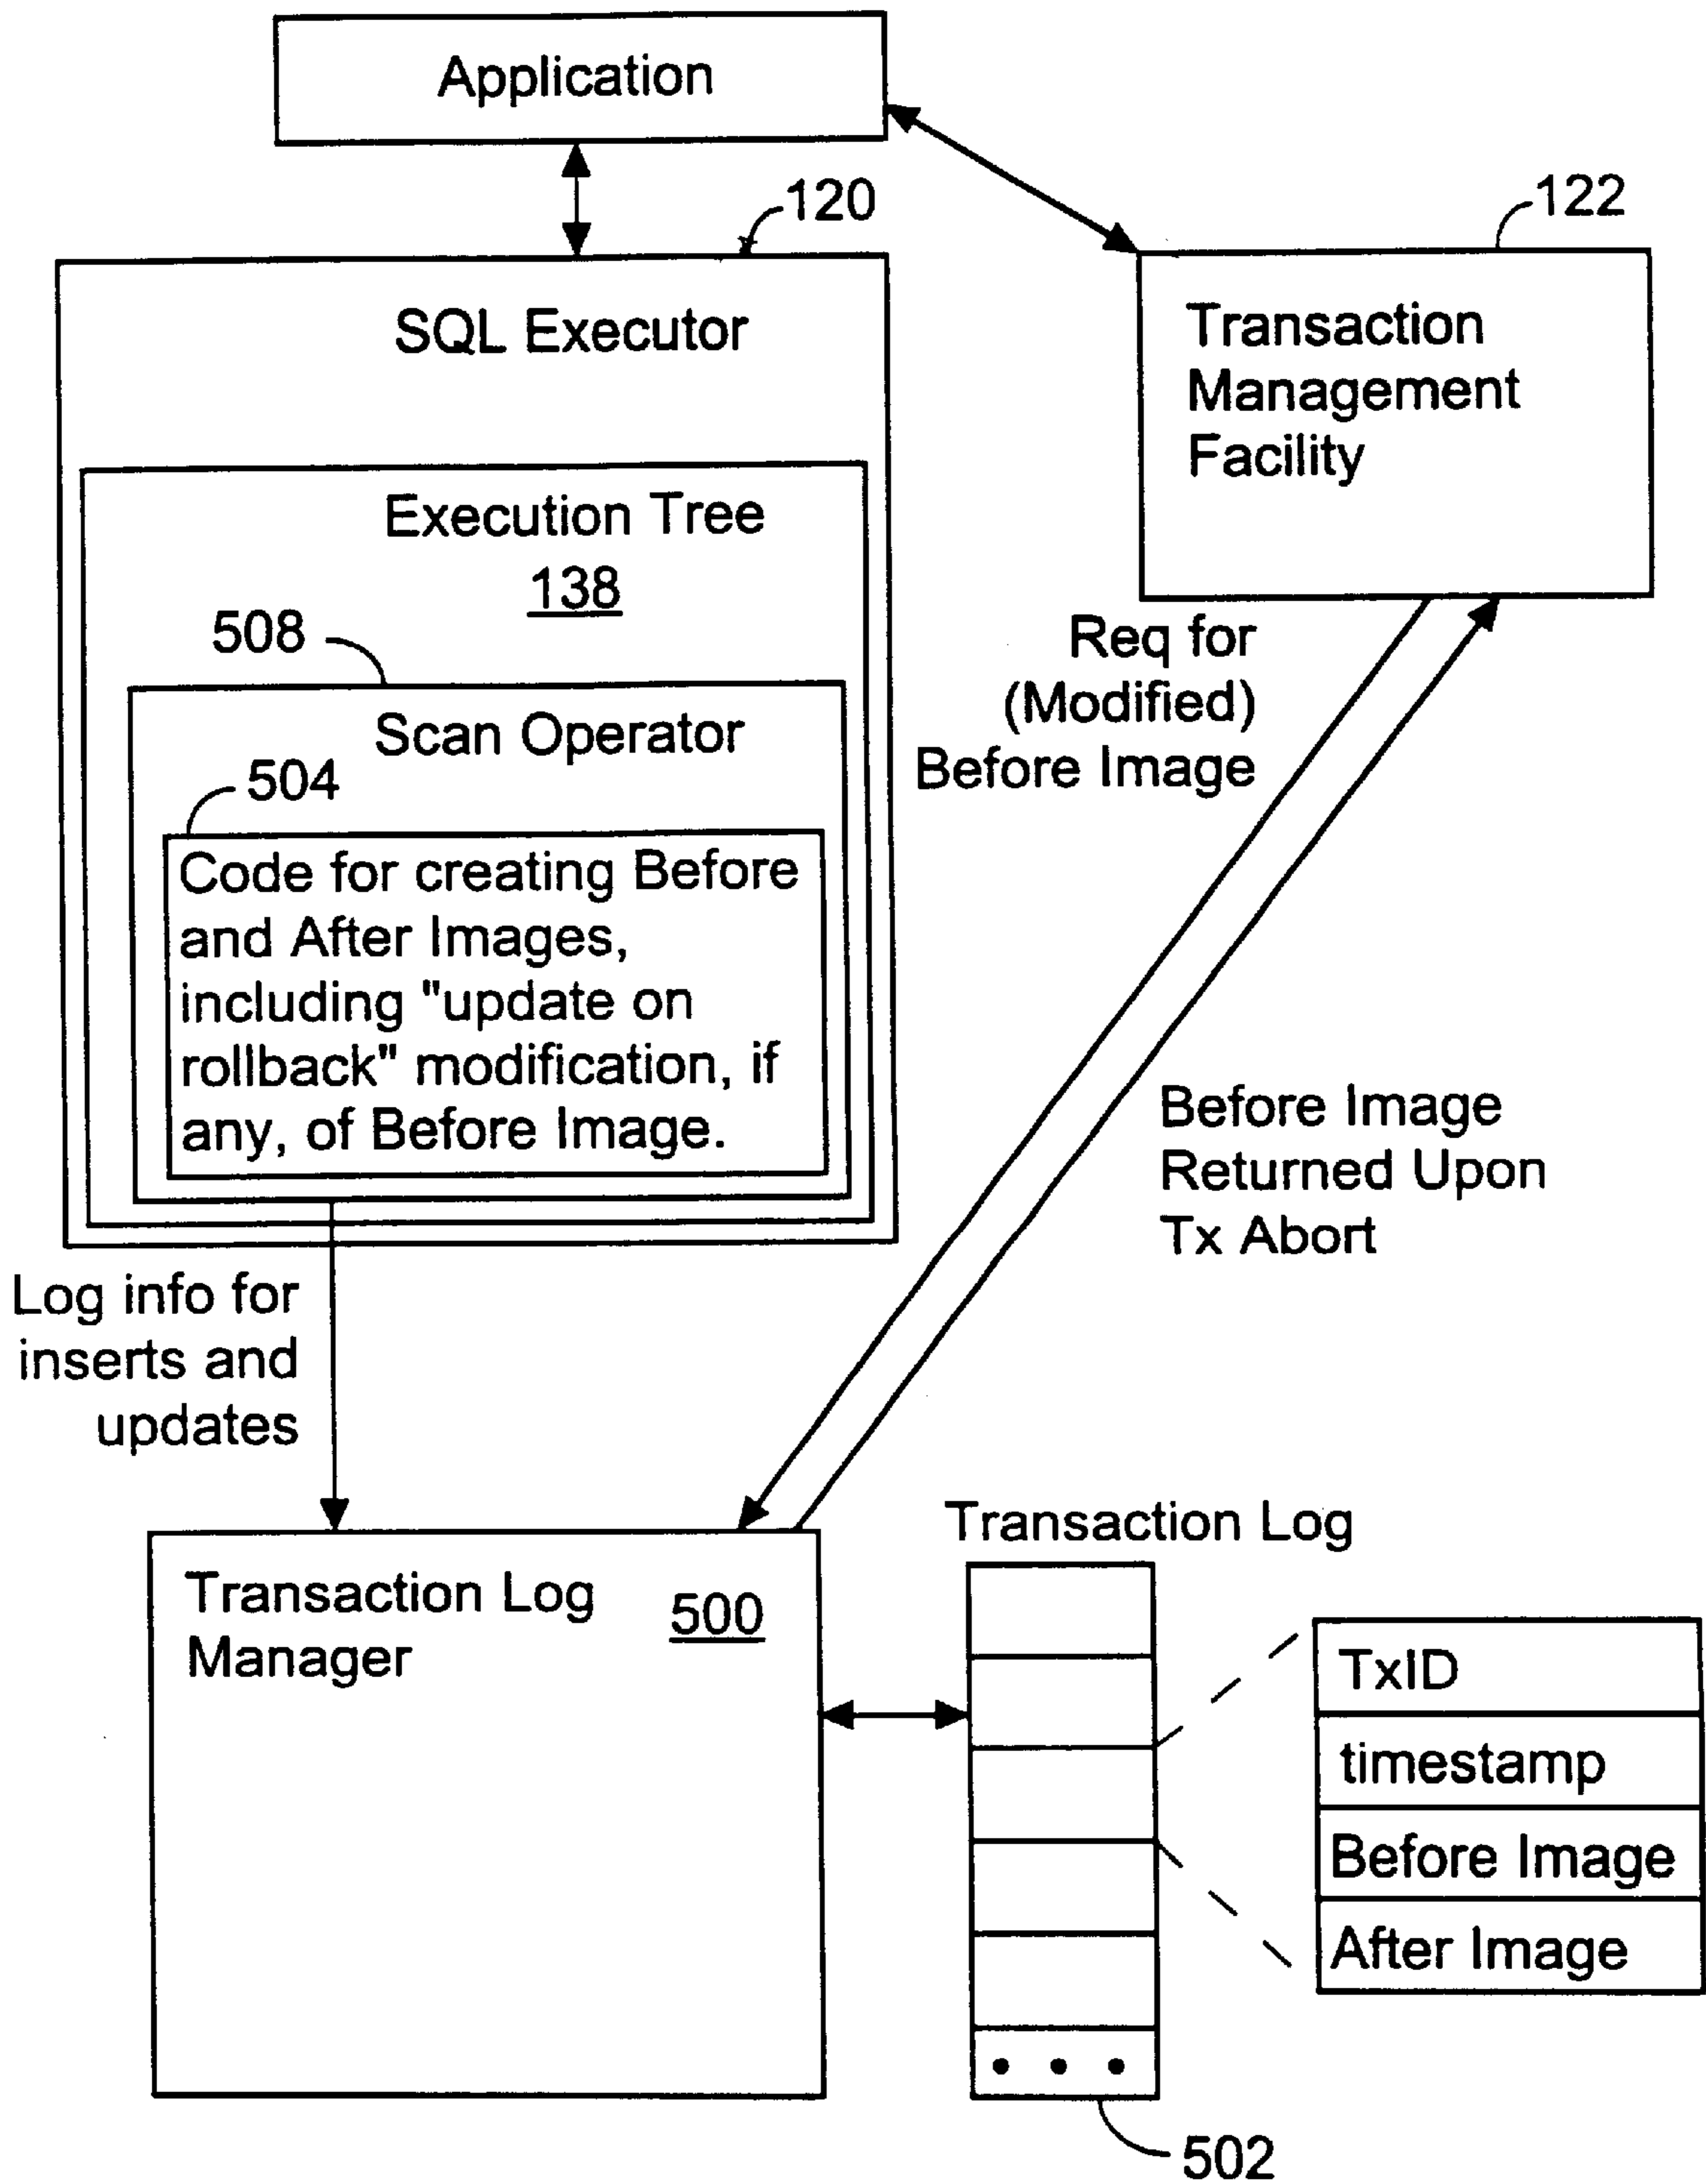 Application
120
122
SQL Executor
Transaction
Management
Facility
Execution Tree
138
508
Scan Operator
504
Code for creating Before
and After Images,
including "update on
rollback" modification, if
any, of Before Image.
Req for
(Modified)
Before Image
Before Image
Returned Upon
Tx Abort
Log info for
inserts and
updates
Transaction Log
Manager
500
Transaction Log
TxID
timestamp
Before Image
After Image
502